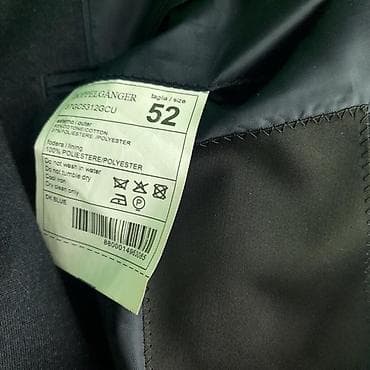 DOPPELGÄNGER
taglia / size
52
esterno / outer
COTONE/COTTON
POLIESTERE /POLYESTER
fodera / lining
100% POLIESTERE/POLYESTER
Do not wash in water
Do not tumble dry
Cool iron
Dry clean only
P
DK.BLUE